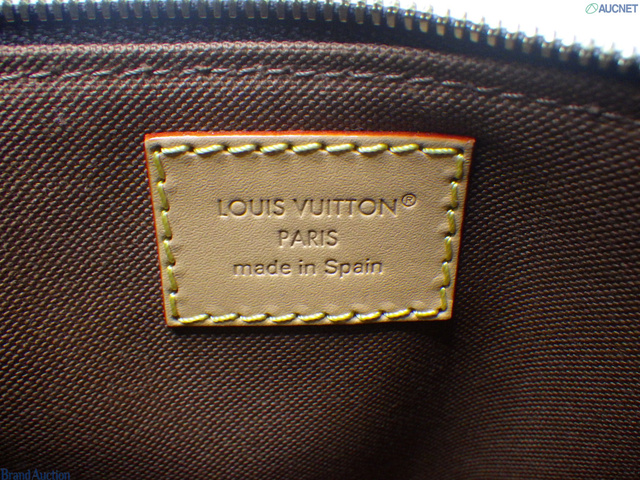 AUCNET
LOUIS VUITTON®
PARIS
made in Spain
Brand Auction